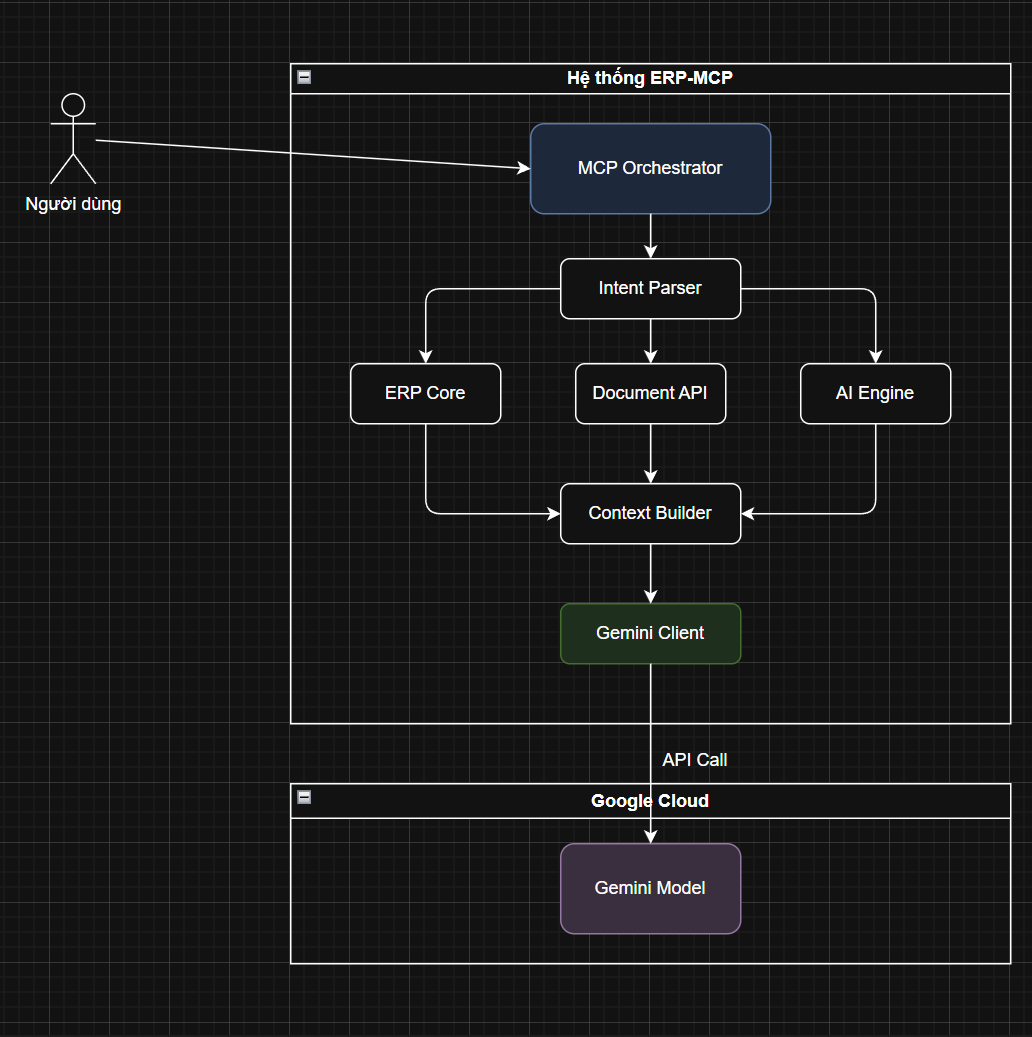 Hệ thống ERP-MCP
MCP Orchestrator
Người dùng
Intent Parser
ERP Core
Document API
AI Engine
Context Builder
Gemini Client
API Call
Google Cloud
Gemini Model